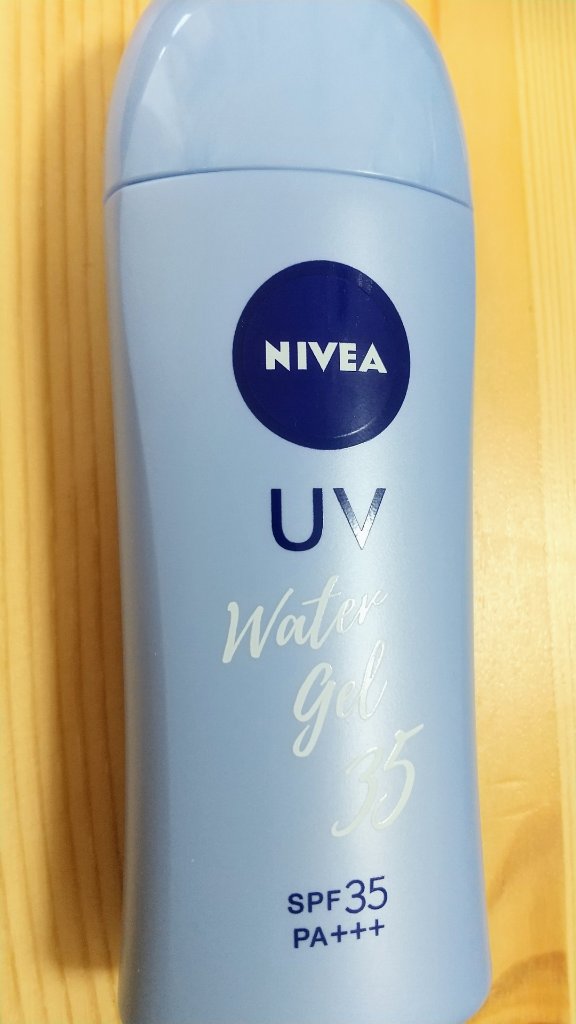 NIVEA
UV
Water
Gel
35
SPF35
PA+++